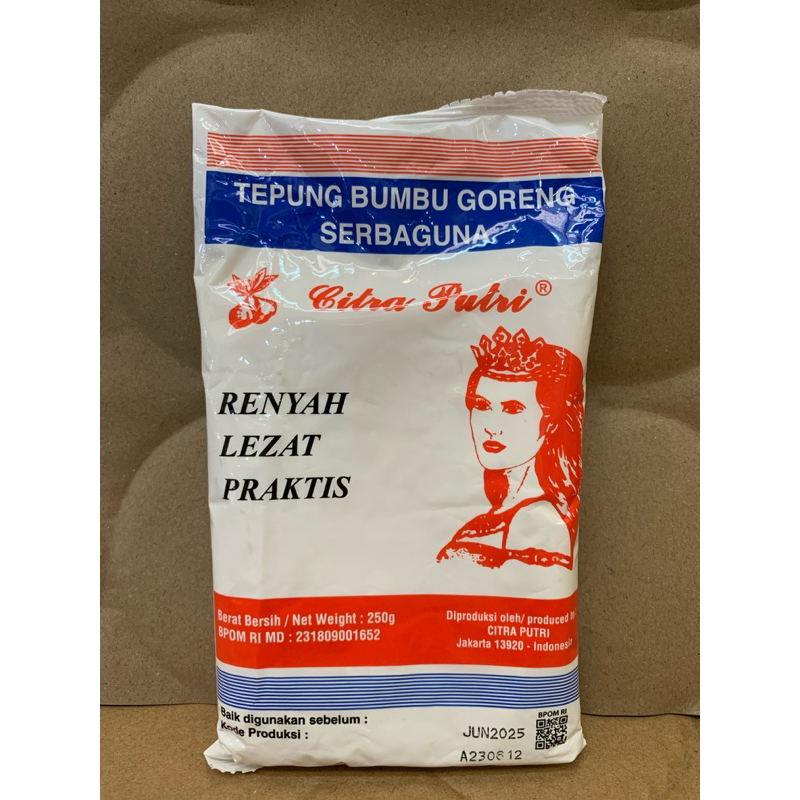 TEPUNG BUMBU GORENG
SERBAGUNA
Citra Putri ®
RENYAH
LEZAT
PRAKTIS
Berat Bersih / Net Weight : 250g
BPOM RI MD : 231809001652
Diproduksi oleh/ produced by
CITRA PUTRI
Jakarta 13920 - Indonesia
Baik digunakan sebelum :
Kode Produksi :
JUN2025
A230612
BPOM RI